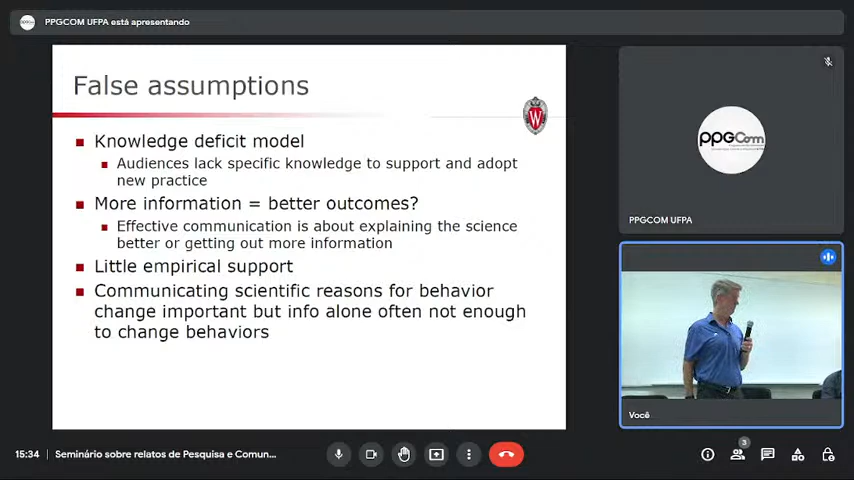 PPGCOM UFPA está apresentando
False assumptions
W
Knowledge deficit model
Audiences lack specific knowledge to support and adopt
new practice
More information = better outcomes?
Effective communication is about explaining the science
better or getting out more information
Little empirical support
Communicating scientific reasons for behavior
change important but info alone often not enough
to change behaviors
PPGCom
PPGCOM UFPA
Você
15:34 | Seminário sobre relatos de Pesquisa e Comun...
3